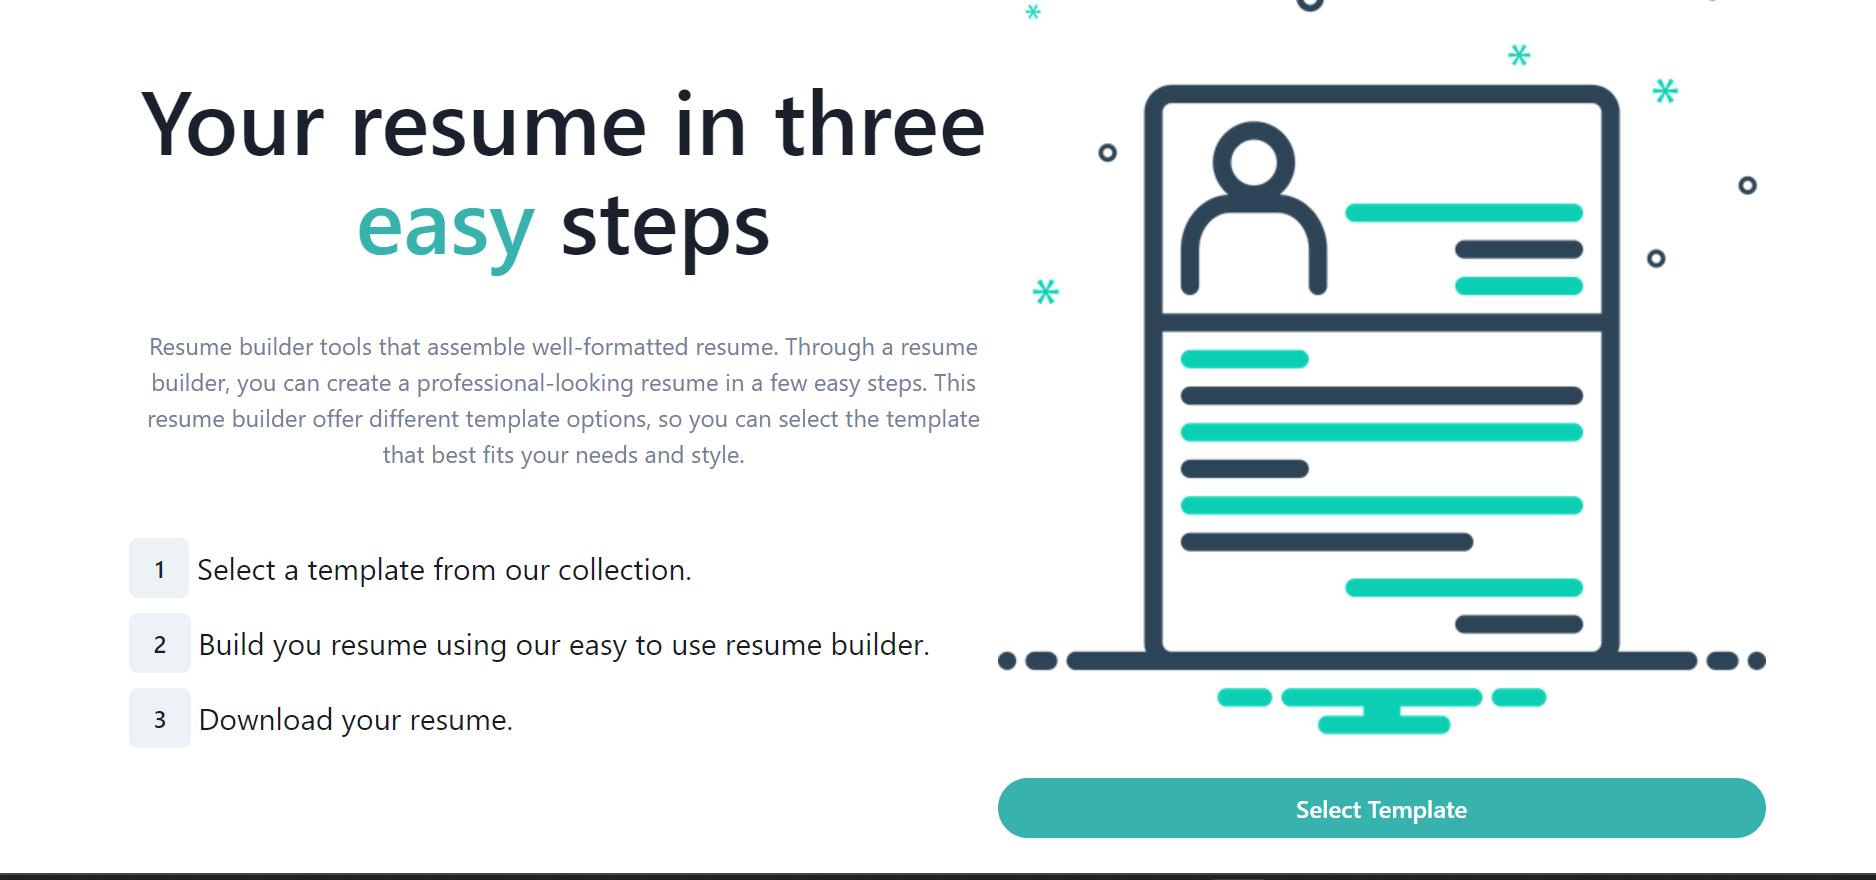 Your resume in three
easy steps
Resume builder tools that assemble well-formatted resume. Through a resume
builder, you can create a professional-looking resume in a few easy steps. This
resume builder offer different template options, so you can select the template
that best fits your needs and style.
1 Select a template from our collection.
2 Build you resume using our easy to use resume builder.
3 Download your resume.
Select Template